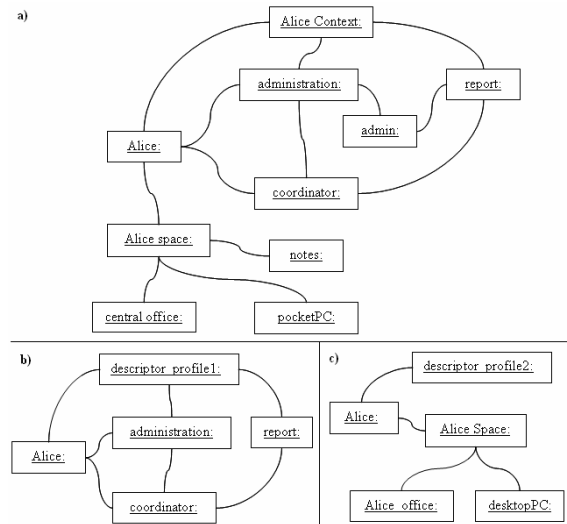 a)
Alice Context:
administration:
report:
admin:
Alice:
coordinator:
Alice space:
notes:
central office:
pocketPC:
b)
descriptor_profile1:
administration:
report:
Alice:
coordinator:
c)
descriptor_profile2:
Alice:
Alice Space:
Alice_office:
desktopPC: